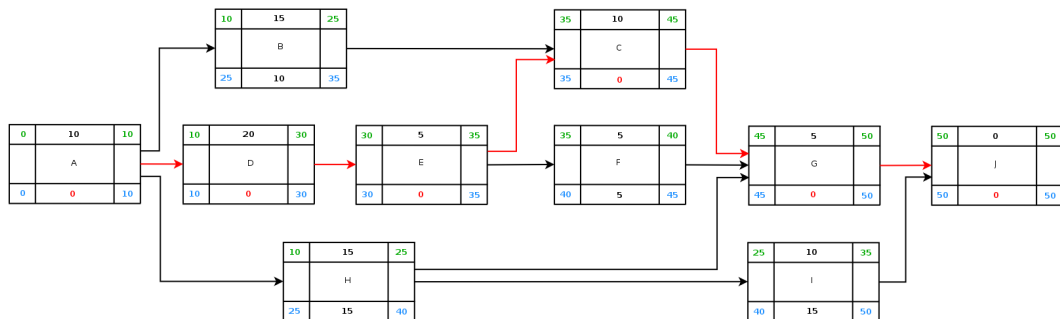 10 15 25
B
25 10 35
35 10 45
C
35 0 45
0 10 10
A
0 0 10
10 20 30
D
10 0 30
30 5 35
E
30 0 35
35 5 40
F
40 5 45
45 5 50
G
45 0 50
50 0 50
J
50 0 50
10 15 25
H
25 15 40
25 10 35
I
40 15 50